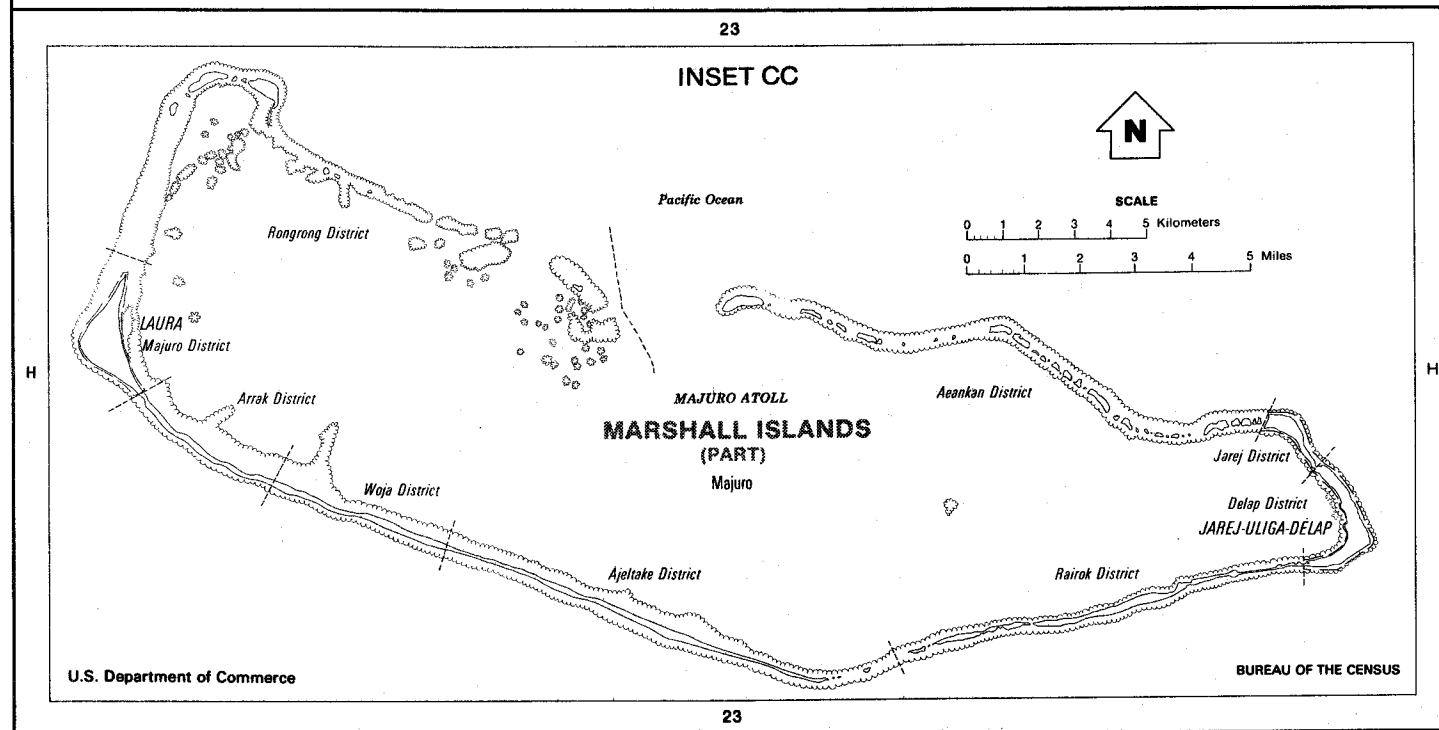 23
INSET CC
N
Pacific Ocean
SCALE
0 1 2 3 4 5 Kilometers
0 1 2 3 4 5 Miles
Rongrong District
LAURA
Majuro District
H
H
Arrak District
MAJURO ATOLL
Aeankan District
MARSHALL ISLANDS
(PART)
Majuro
Jarej District
Woja District
Delap District
JAREJ-ULIGA-DELAP
Ajeltake District
Rairok District
U.S. Department of Commerce
BUREAU OF THE CENSUS
23